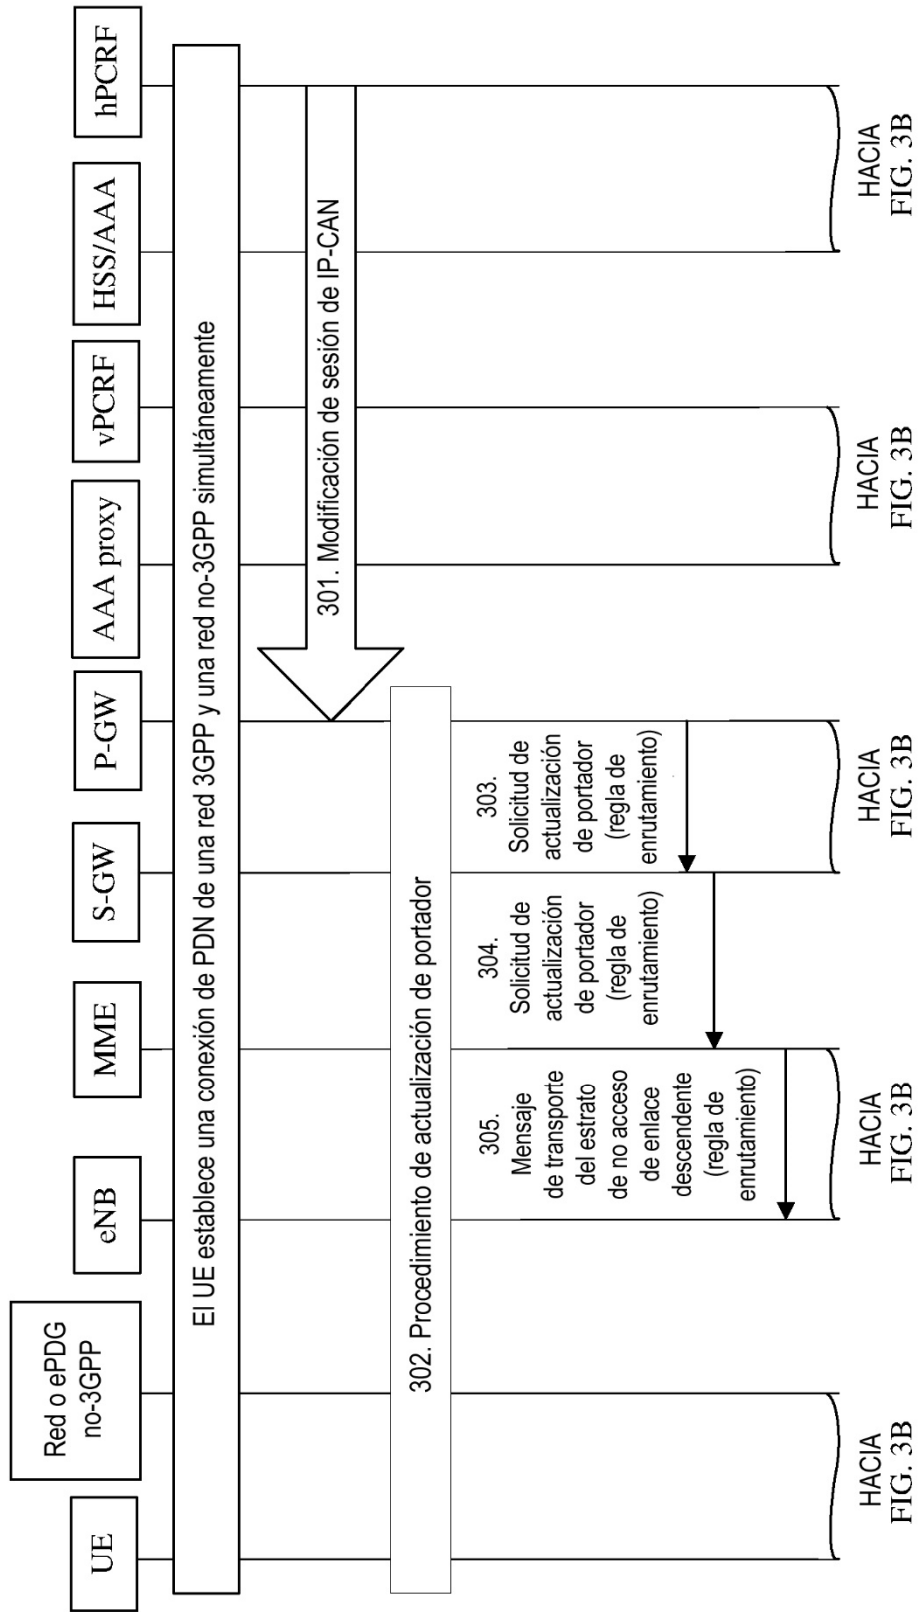 UE
Red o ePDG
no-3GPP
eNB
MME
S-GW
P-GW
AAA proxy
vPCRF
HSS/AAA
hPCRF
El UE establece una conexión de PDN de una red 3GPP y una red no-3GPP simultáneamente
301. Modificación de sesión de IP-CAN
302. Procedimiento de actualización de portador
303.
Solicitud de
actualización
de portador
(regla de
enrutamiento)
304.
Solicitud de
actualización
de portador
(regla de
enrutamiento)
305.
Mensaje
de transporte
del estrato
de no acceso
de enlace
descendente
(regla de
enrutamiento)
HACIA
FIG. 3B
HACIA
FIG. 3B
HACIA
FIG. 3B
HACIA
FIG. 3B
HACIA
FIG. 3B